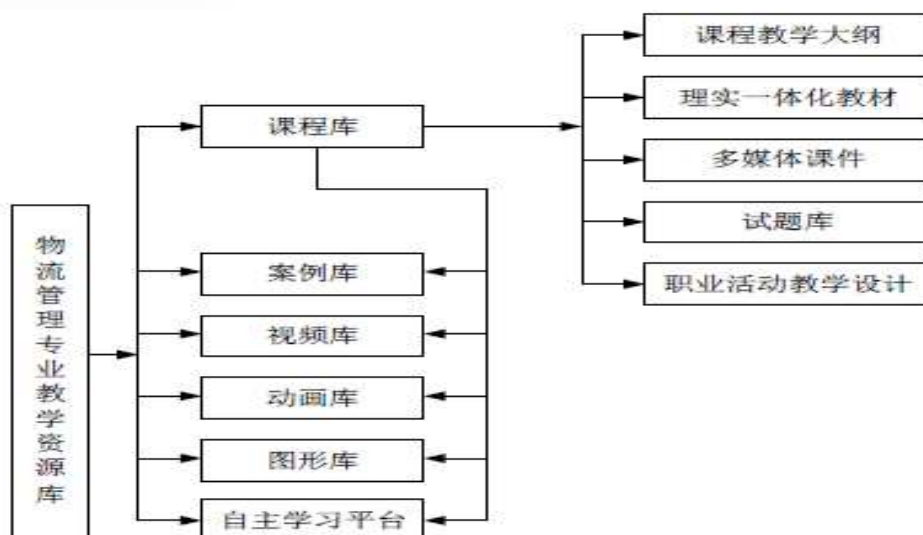 物流管理专业教学资源库
课程库
案例库
视频库
动画库
图形库
自主学习平台
课程教学大纲
理实一体化教材
多媒体课件
试题库
职业活动教学设计